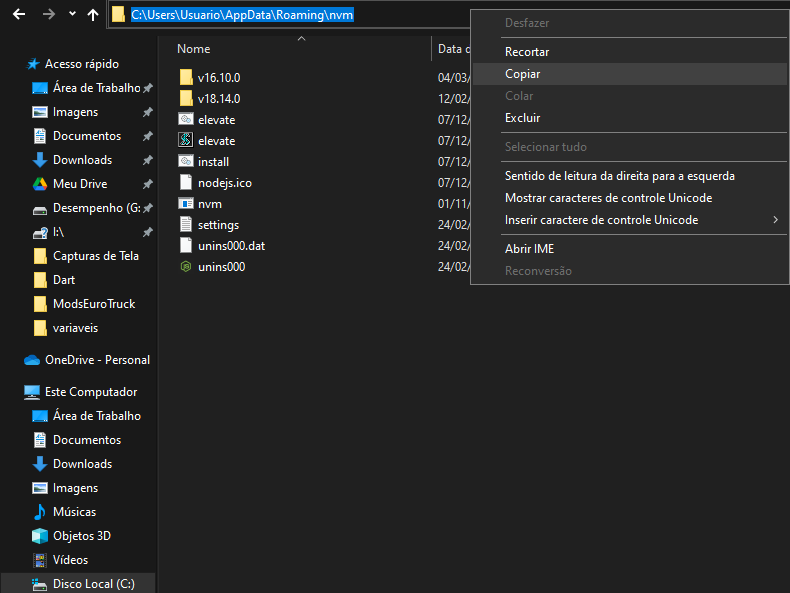 C:\Users\Usuario\AppData\Roaming\nvm
Acesso rápido
Área de Trabalho
Imagens
Documentos
Downloads
Meu Drive
Desempenho (G:
I:\
Capturas de Tela
Dart
ModsEuroTruck
variaveis
OneDrive - Personal
Este Computador
Área de Trabalho
Documentos
Downloads
Imagens
Músicas
Objetos 3D
Vídeos
Disco Local (C:)
Nome Data
v16.10.0 04/03/
v18.14.0 12/02/
elevate 07/12/
elevate 07/12/
install 07/12/
nodejs.ico 07/12/
nvm 01/11/
settings 24/02/
unins000.dat 24/02/
unins000 24/02/
Desfazer
Recortar
Copiar
Colar
Excluir
Selecionar tudo
Sentido de leitura da direita para a esquerda
Mostrar caracteres de controle Unicode
Inserir caractere de controle Unicode
Abrir IME
Reconversão